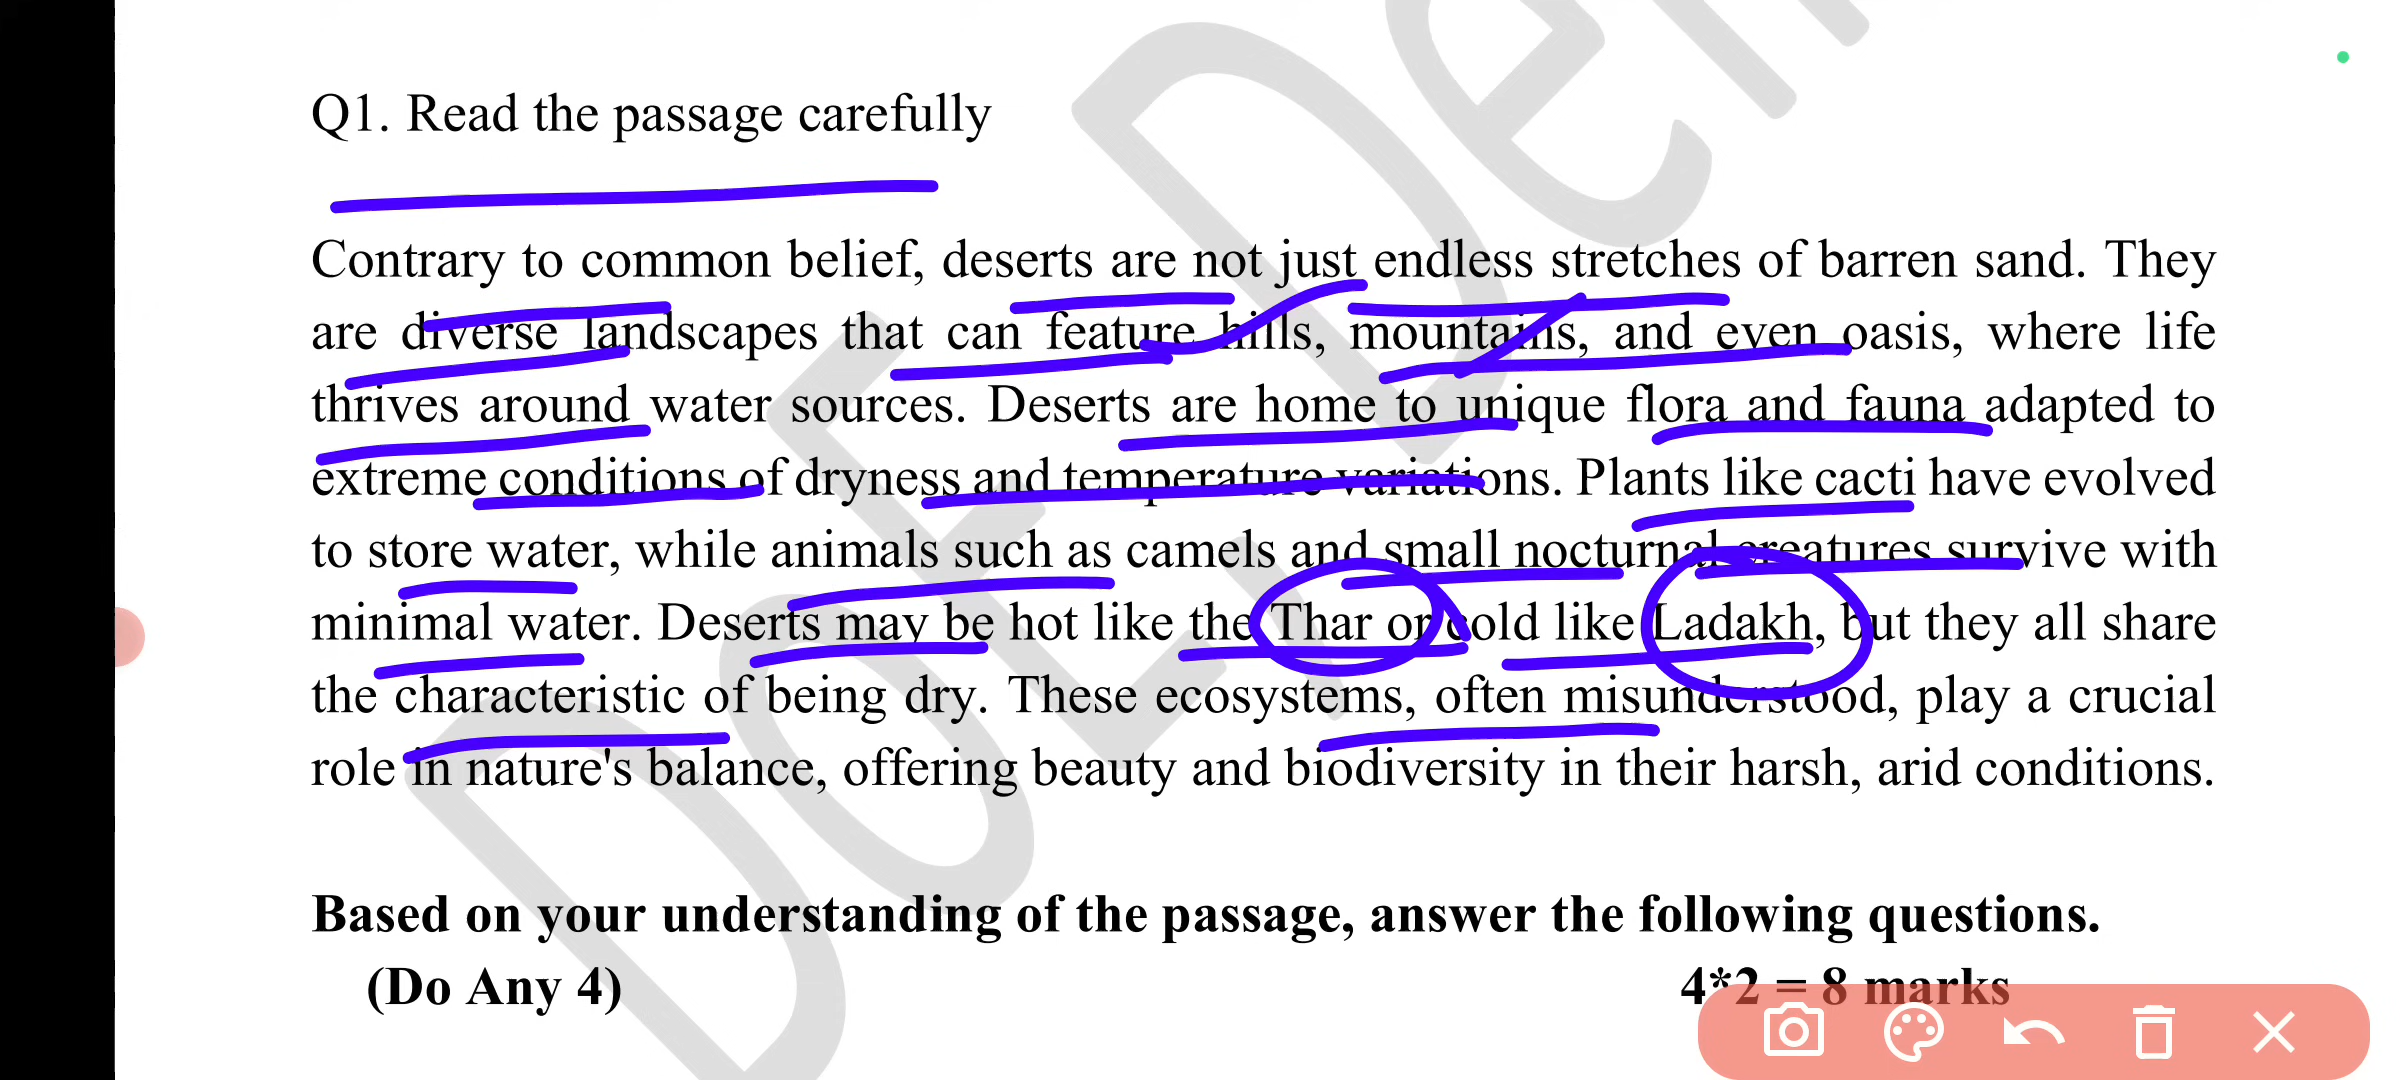 Q1. Read the passage carefully
Contrary to common belief, deserts are not just endless stretches of barren sand. They
are diverse landscapes that can feature hills, mountains, and even oasis, where life
thrives around water sources. Deserts are home to unique flora and fauna adapted to
extreme conditions of dryness and temperature variations. Plants like cacti have evolved
to store water, while animals such as camels and small nocturnal creatures survive with
minimal water. Deserts may be hot like the Thar or cold like Ladakh, but they all share
the characteristic of being dry. These ecosystems, often misunderstood, play a crucial
role in nature's balance, offering beauty and biodiversity in their harsh, arid conditions.
Based on your understanding of the passage, answer the following questions.
(Do Any 4) 4*2 = 8 marks